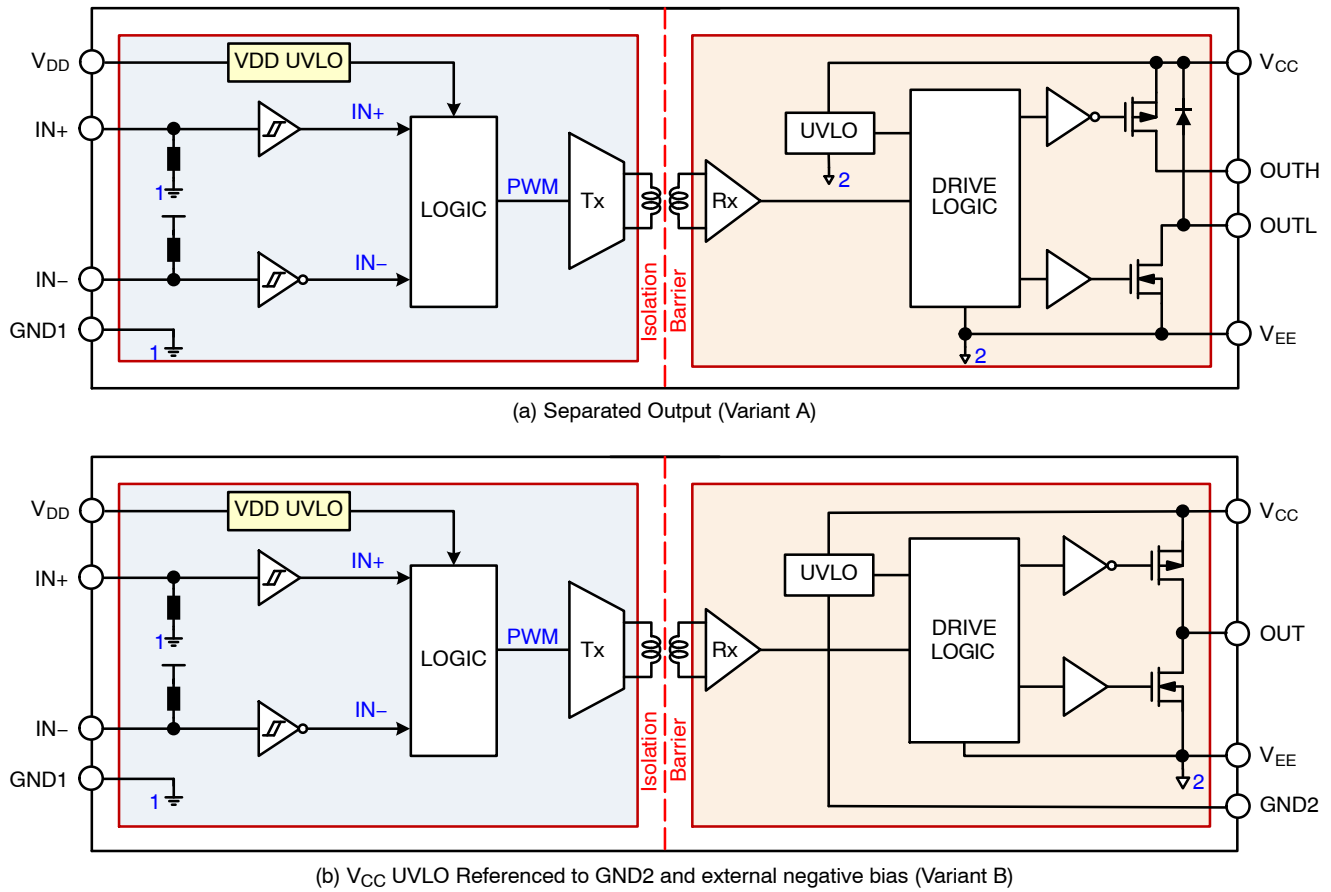 VDD
VDD UVLO
VCC
IN+
IN+
UVLO
1
2
PWM
Tx
Rx
DRIVE
LOGIC
OUTH
LOGIC
OUTL
IN−
IN−
Isolation
Barrier
GND1
1
2
VEE
(a) Separated Output (Variant A)
VDD
VDD UVLO
VCC
IN+
IN+
UVLO
1
PWM
Tx
Rx
DRIVE
LOGIC
OUT
LOGIC
IN−
IN−
Isolation
Barrier
VEE
GND1
1
2
GND2
(b) VCC UVLO Referenced to GND2 and external negative bias (Variant B)